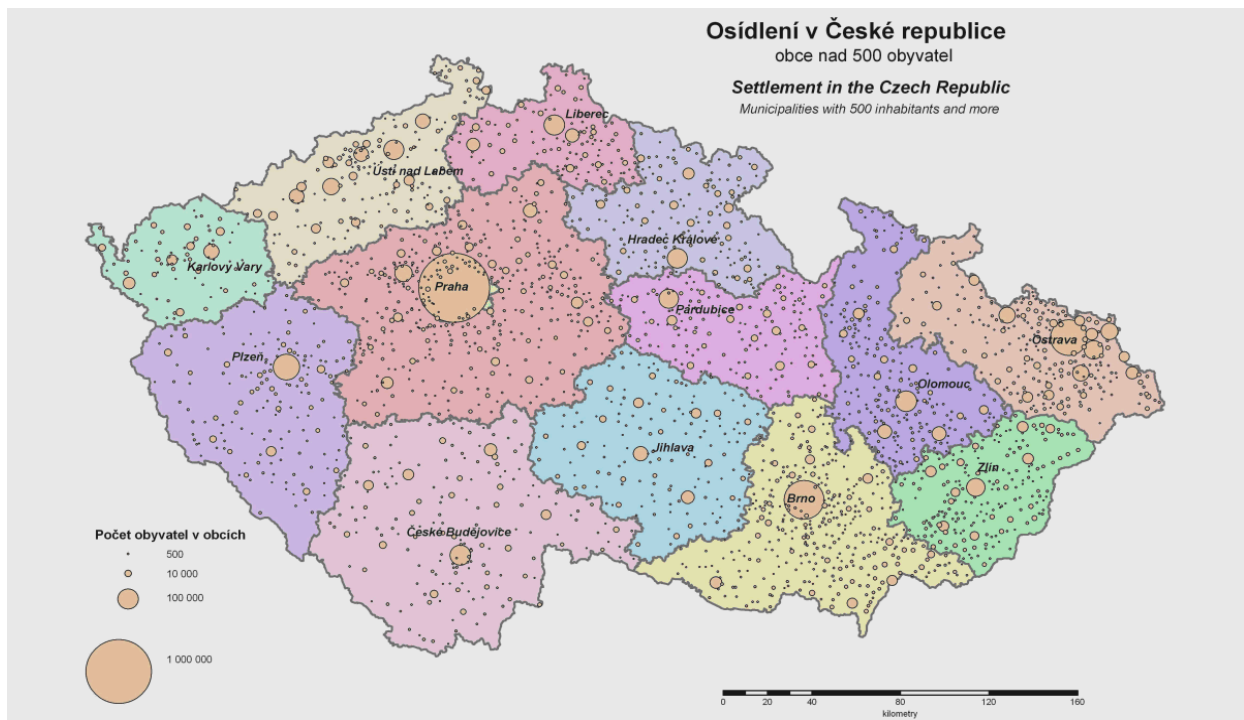 Osídlení v České republice
obce nad 500 obyvatel
Settlement in the Czech Republic
Municipalities with 500 inhabitants and more
Liberec
Ústí nad Labem
Karlovy Vary
Hradec Králové
Praha
Pardubice
Plzeň
Ostrava
Olomouc
Jihlava
Zlín
Brno
České Budějovice
Počet obyvatel v obcích
500
10 000
100 000
1 000 000
0 20 40 80 120 160
kilometry